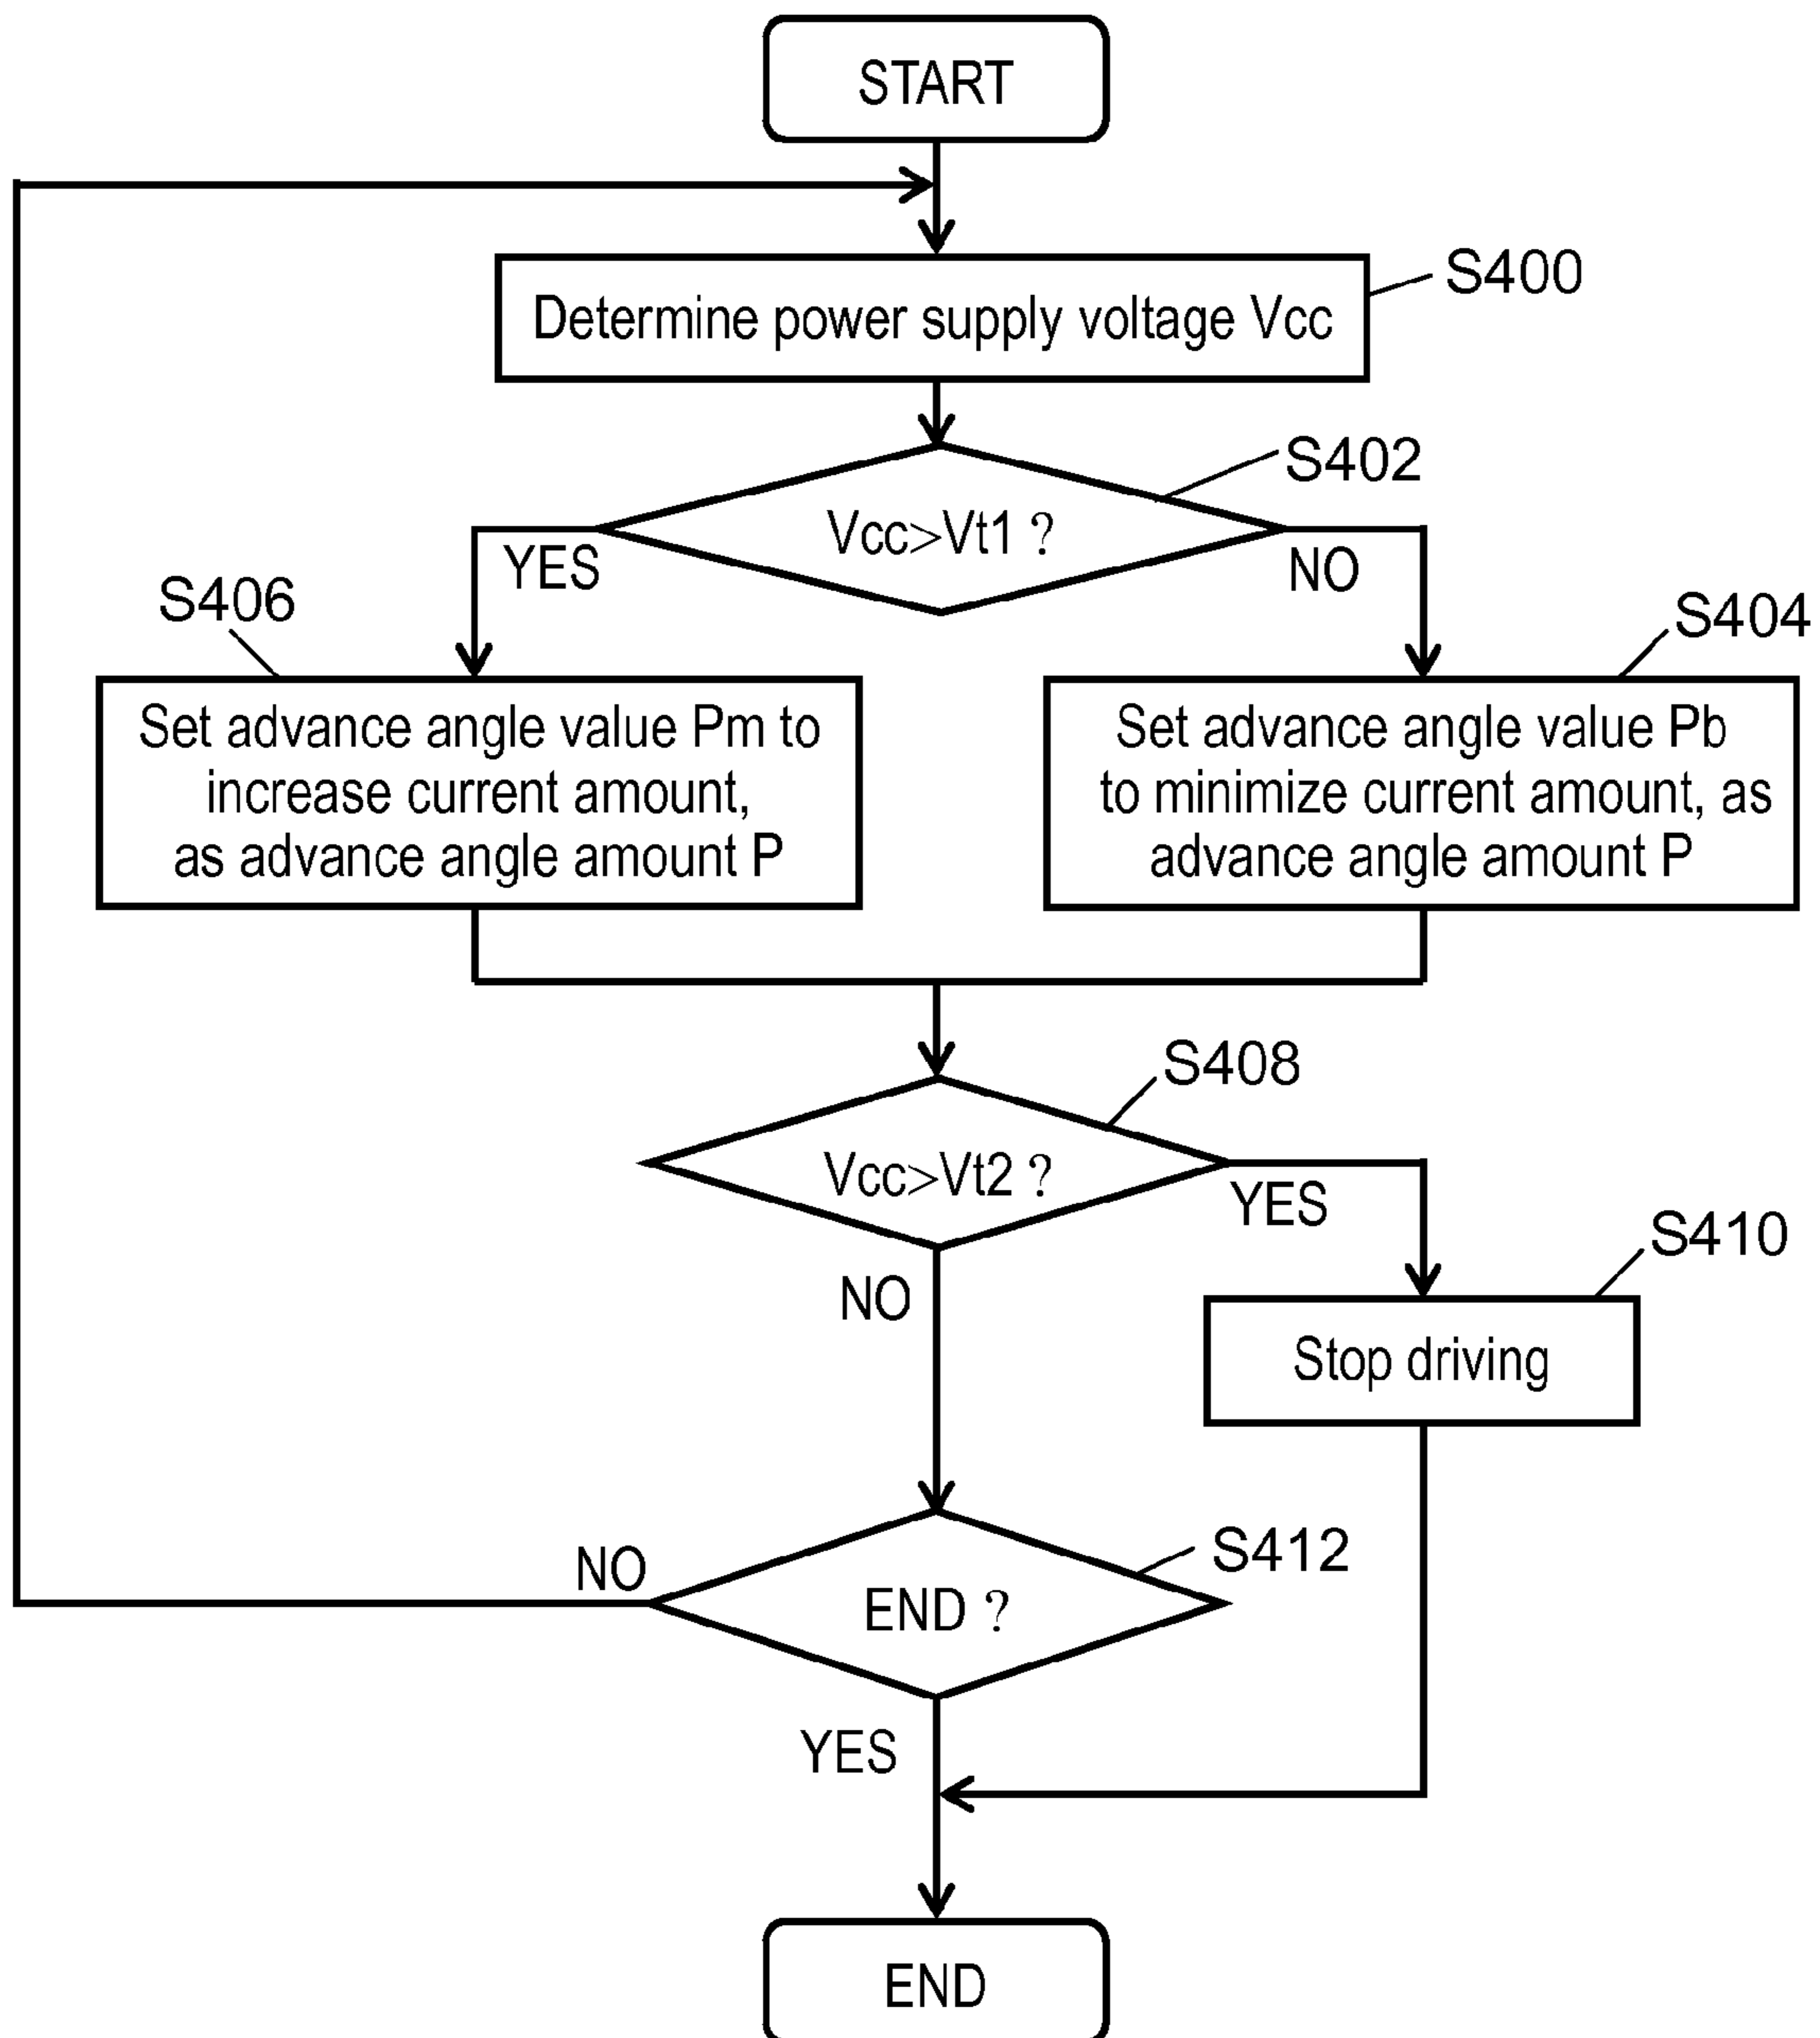 START
S400
Determine power supply voltage Vcc
S402
Vcc>Vt1 ?
YES
NO
S406
S404
Set advance angle value Pm to
increase current amount,
as advance angle amount P
Set advance angle value Pb
to minimize current amount, as
advance angle amount P
S408
Vcc>Vt2 ?
YES
NO
S410
Stop driving
S412
NO
END ?
YES
END